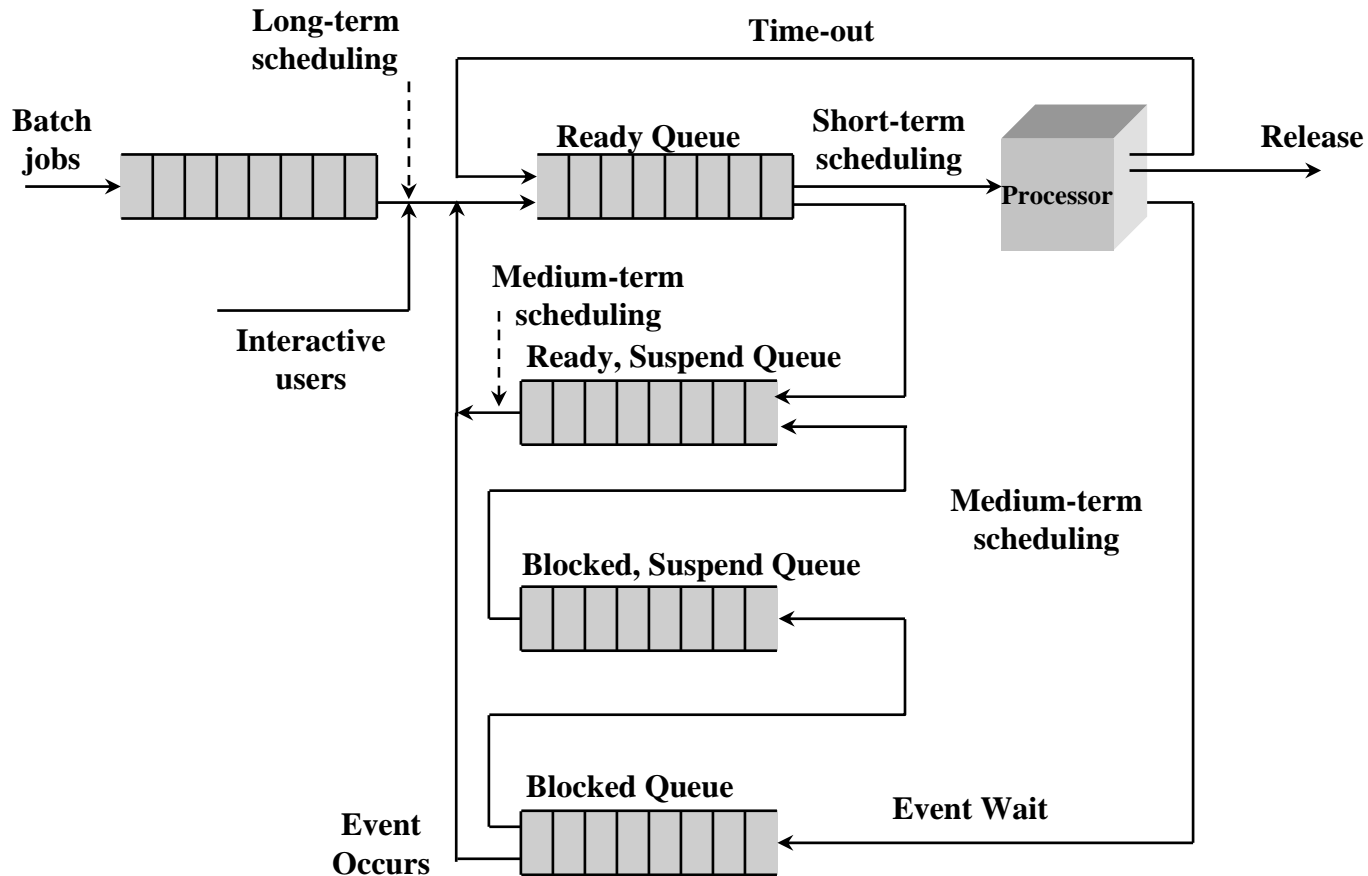 Long-term
scheduling
Time-out
Batch
jobs
Ready Queue
Short-term
scheduling
Release
Processor
Medium-term
scheduling
Interactive
users
Ready, Suspend Queue
Medium-term
scheduling
Blocked, Suspend Queue
Blocked Queue
Event Wait
Event
Occurs